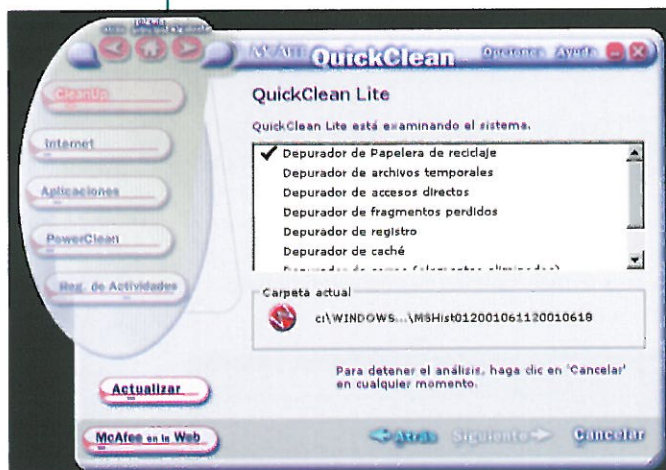 McAfee QuickClean
Opciones Ayuda
CleanUp
Internet
Aplicaciones
PowerClean
Reg. de Actividades
QuickClean Lite
QuickClean Lite está examinando el sistema.
Depurador de Papelera de reciclaje
Depurador de archivos temporales
Depurador de accesos directos
Depurador de fragmentos perdidos
Depurador de registro
Depurador de caché
Carpeta actual
c:\WINDOWS...\MSHist012001061120010618
Para detener el análisis, haga clic en 'Cancelar'
en cualquier momento.
Actualizar
McAfee en la Web
Atrás Siguiente Cancelar